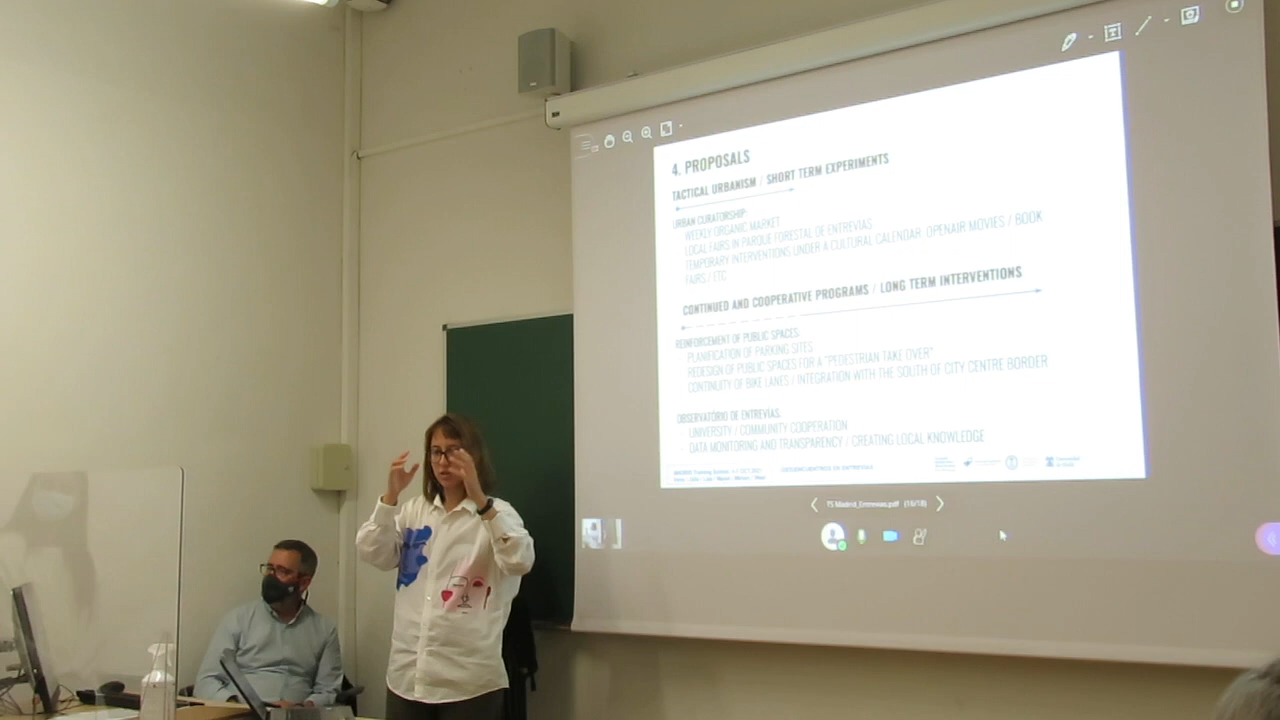 4. PROPOSALS
TACTICAL URBANISM / SHORT TERM EXPERIMENTS
URBAN CURATORSHIP:
WEEKLY ORGANIC MARKET
LOCAL FAIRS IN PARQUE FORESTAL DE ENTREVIAS
TEMPORARY INTERVENTIONS UNDER A CULTURAL CALENDAR: OPENAIR MOVIES / BOOK
FAIRS / ETC
CONTINUED AND COOPERATIVE PROGRAMS / LONG TERM INTERVENTIONS
REINFORCEMENT OF PUBLIC SPACES:
PLANIFICATION OF PARKING SITES
REDESIGN OF PUBLIC SPACES FOR A "PEDESTRIAN TAKE OVER"
CONTINUITY OF BIKE LANES / INTEGRATION WITH THE SOUTH OF CITY CENTRE BORDER
OBSERVATÓRIO DE ENTREVIAS:
- UNIVERSITY / COMMUNITY COOPERATION
- DATA MONITORING AND TRANSPARENCY / CREATING LOCAL KNOWLEDGE
TS Madrid_Entrevias.pdf (16/18)